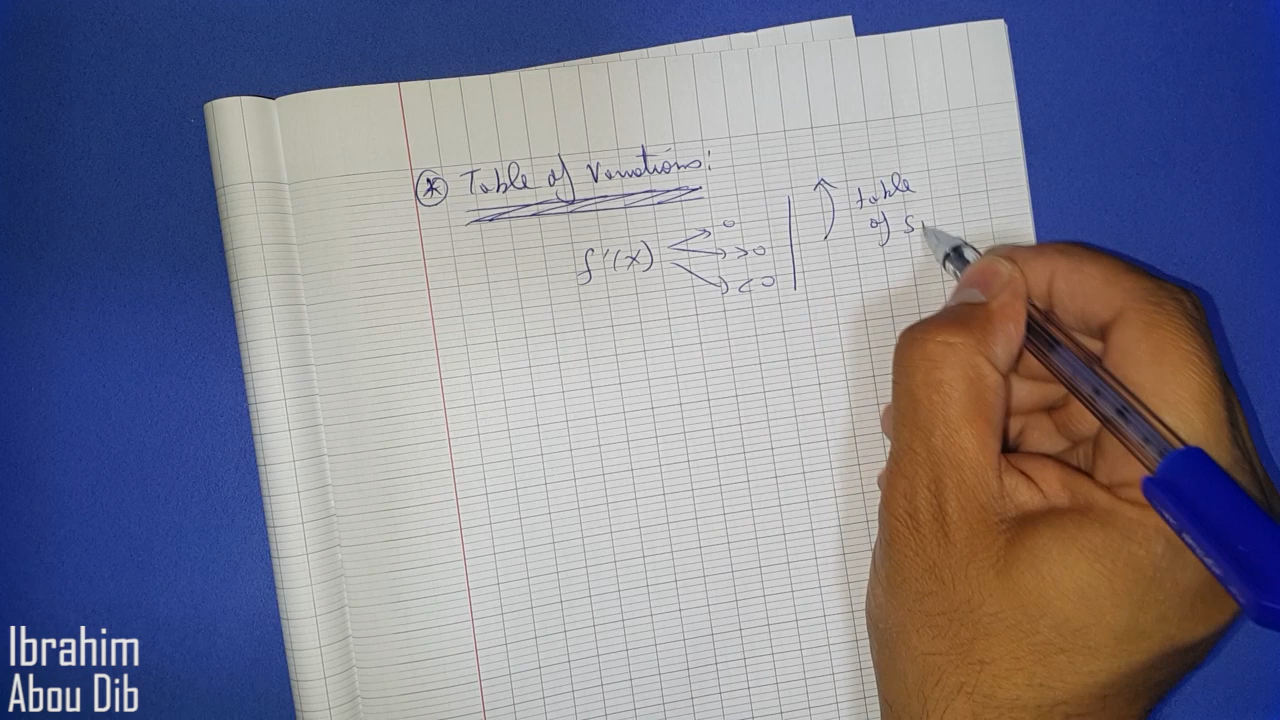 * Table of Variations:
f'(x) → 0
→ > 0
→ < 0
table
of s
Ibrahim
Abou Dib